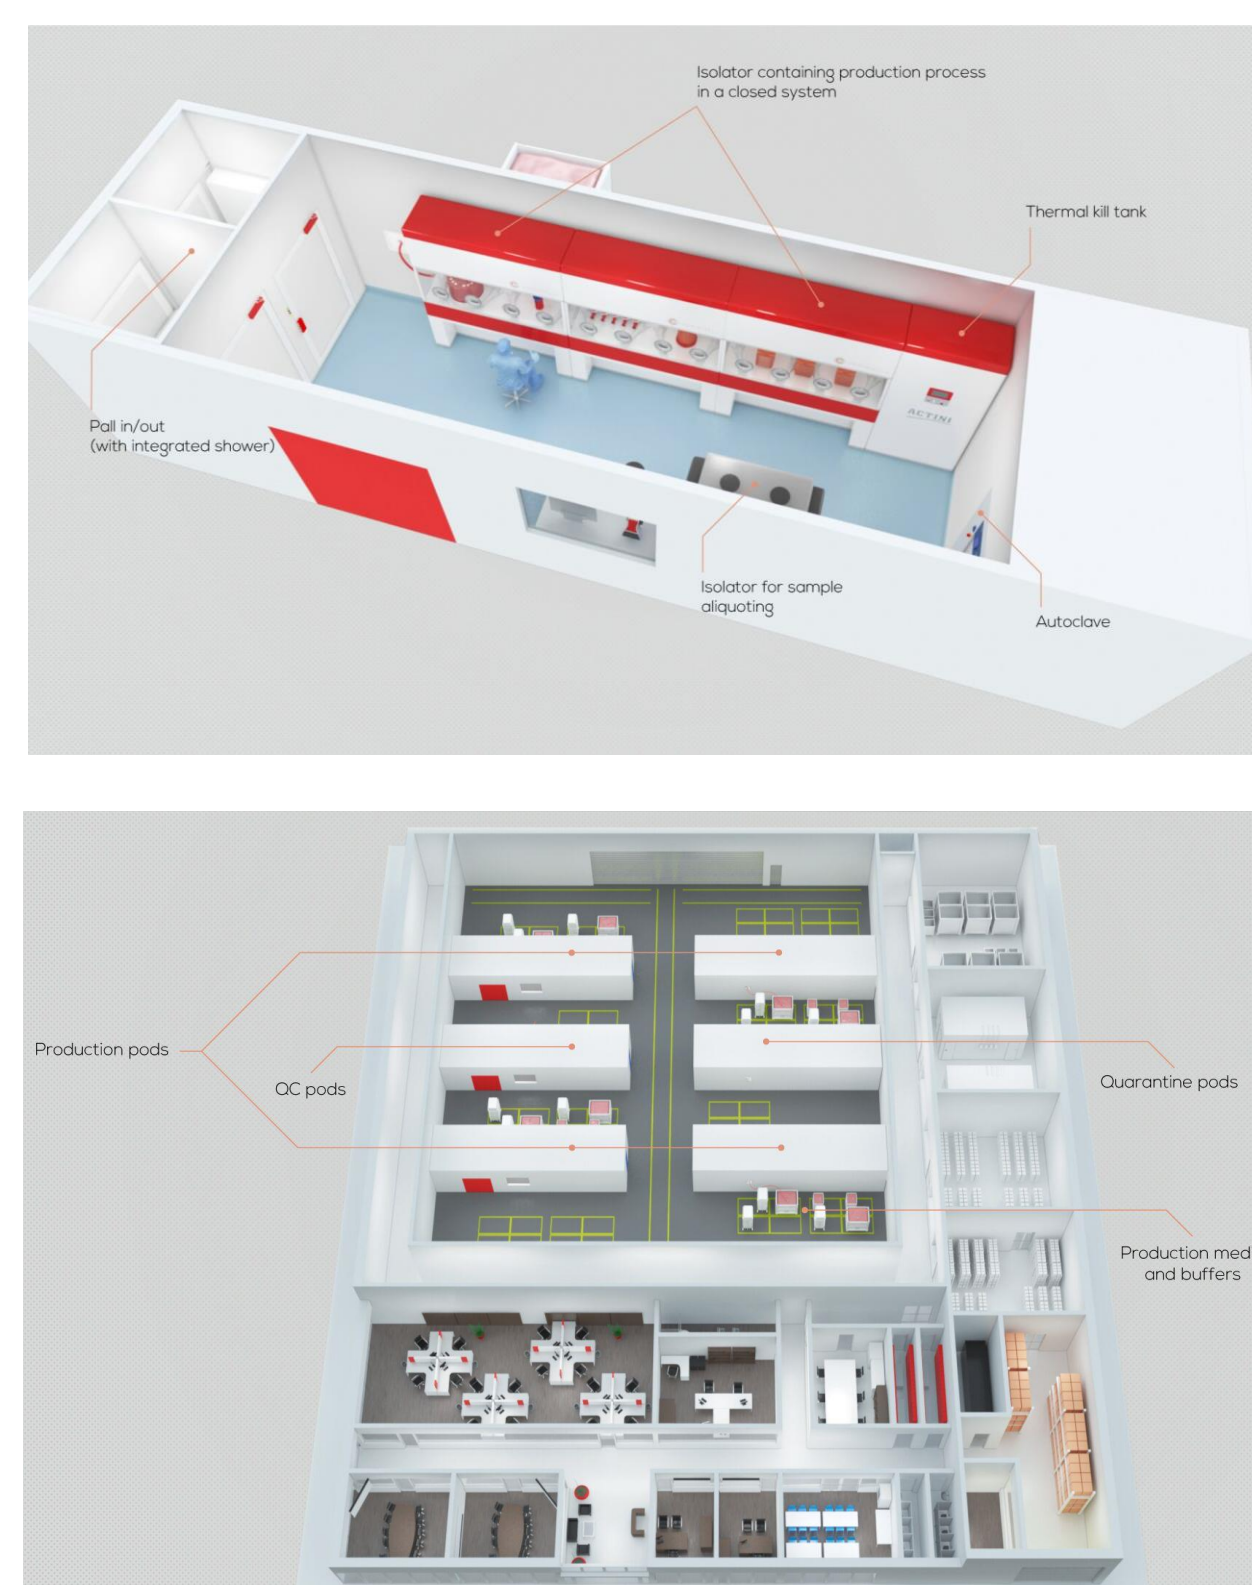 Isolator containing production process
in a closed system
Thermal kill tank
ACTINI
Pall in/out
(with integrated shower)
Isolator for sample
aliquoting
Autoclave
Production pods
QC pods
Quarantine pods
Production med
and buffers